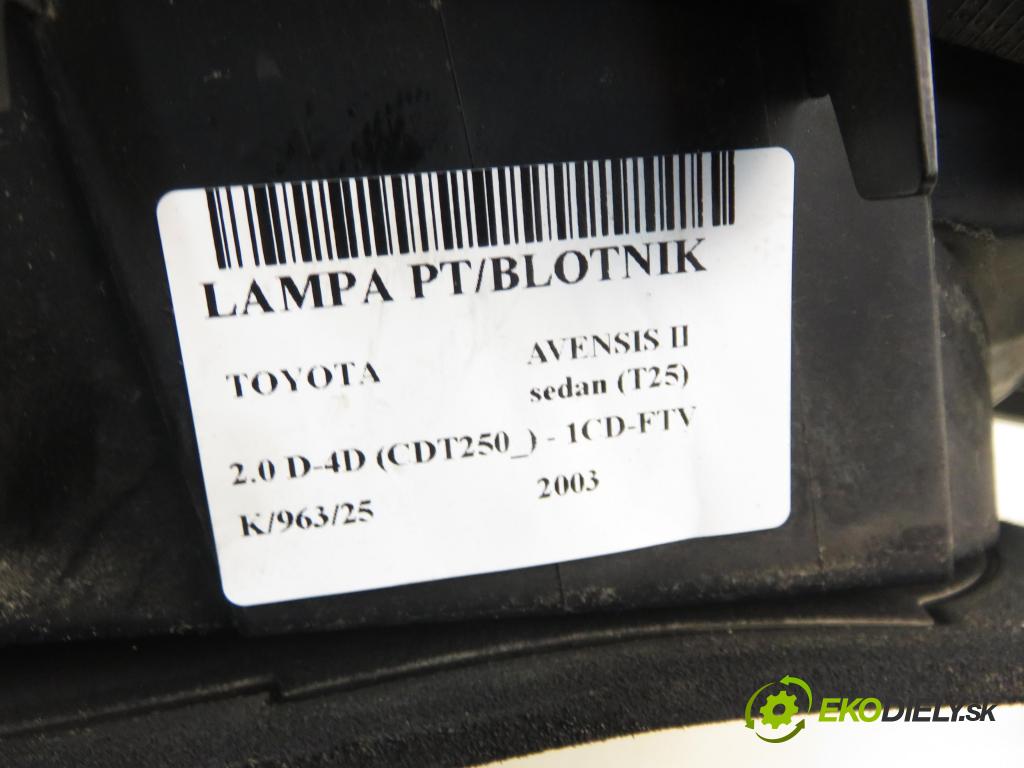 LAMPA PT/BLOTNIK
TOYOTA
AVENSIS II
sedan (T25)
2.0 D-4D (CDT250_) - 1CD-FTV
K/963/25
2003
EKODIELY.SK